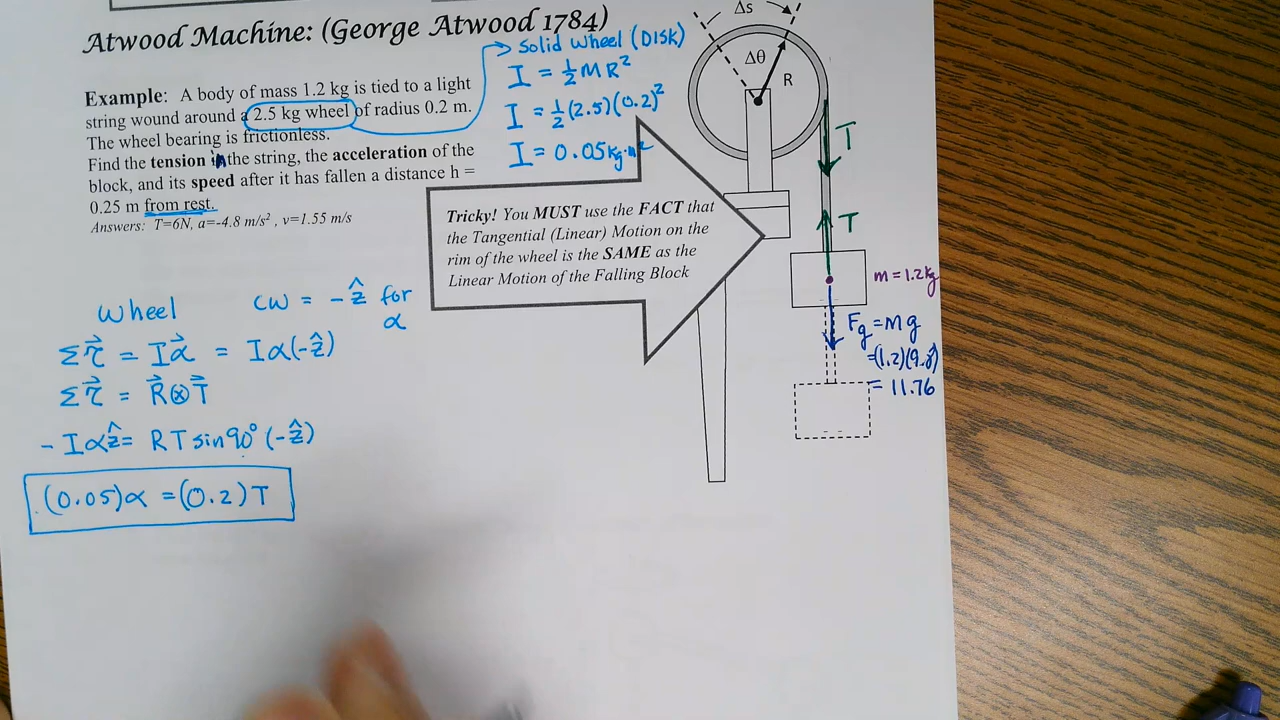 Atwood Machine: (George Atwood 1784)
Example: A body of mass 1.2 kg is tied to a light
string wound around a 2.5 kg wheel of radius 0.2 m.
The wheel bearing is frictionless.
Find the tension in the string, the acceleration of the
block, and its speed after it has fallen a distance h =
0.25 m from rest.
Answers: T=6N, a=-4.8 m/s² , v=1.55 m/s
→ Solid Wheel (DISK)
I = ½ M R²
I = ½ (2.5)(0.2)²
I = 0.05 kg·m²
Tricky! You MUST use the FACT that
the Tangential (Linear) Motion on the
rim of the wheel is the SAME as the
Linear Motion of the Falling Block
Δs
Δθ
R
T
T
m = 1.2 kg
Fg = mg
=(1.2)(9.8)
= 11.76
Wheel
CW = -ẑ for
α
Στ⃗ = Iα⃗ = Iα(-ẑ)
Στ⃗ = R⃗⊗T⃗
- Iαẑ = RT sin90°(-ẑ)
(0.05)α = (0.2)T